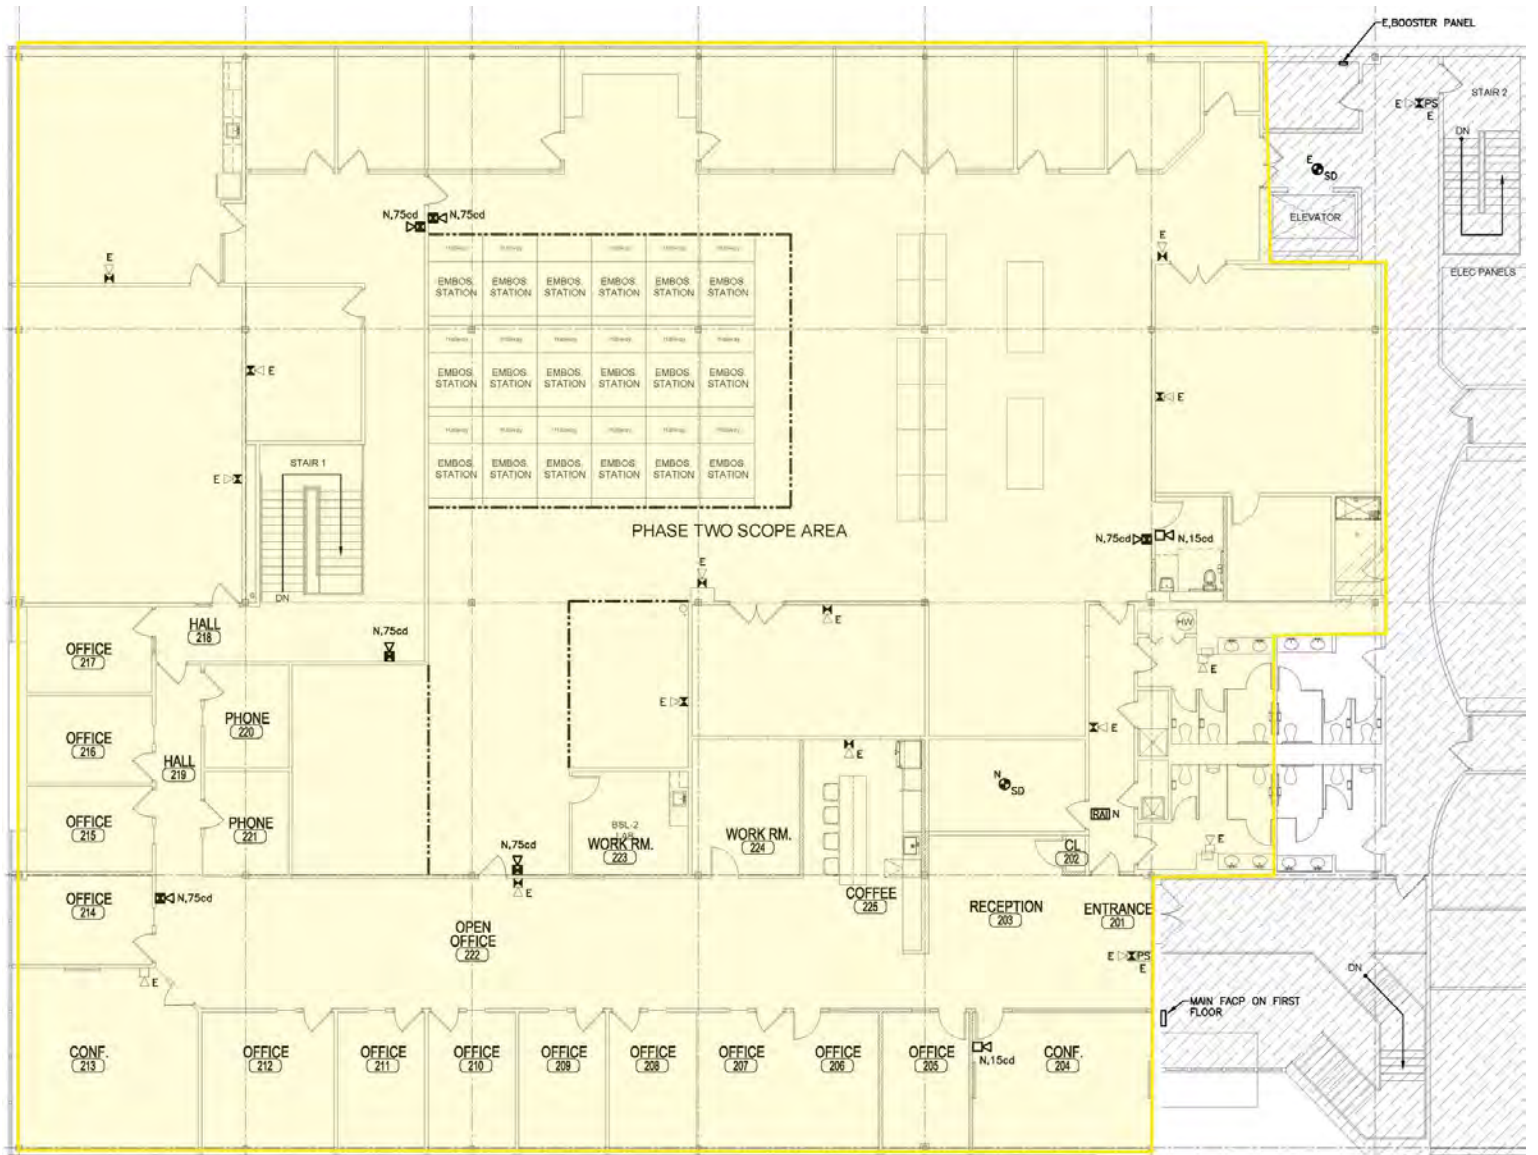 E,BOOSTER PANEL
STAIR 2
E
PS
E
DN
E
SD
N,75cd
N,75cd
ELEVATOR
E
E
ELEC PANELS
EMBOS. STATION
EMBOS. STATION
EMBOS. STATION
EMBOS. STATION
EMBOS. STATION
EMBOS. STATION
E
EMBOS. STATION
EMBOS. STATION
EMBOS. STATION
EMBOS. STATION
EMBOS. STATION
EMBOS. STATION
E
STAIR 1
EMBOS. STATION
EMBOS. STATION
EMBOS. STATION
EMBOS. STATION
EMBOS. STATION
EMBOS. STATION
E
PHASE TWO SCOPE AREA
N,75cd
N,15cd
E
DN
HALL
218
N,75cd
E
HW
OFFICE
217
E
E
PHONE
220
OFFICE
216
E
E
HALL
219
N
SD
RAI
N
OFFICE
215
PHONE
221
BSL-2
LAB
WORK RM.
223
WORK RM.
224
CL
202
E
N,75cd
E
OFFICE
214
N,75cd
COFFEE
225
RECEPTION
203
ENTRANCE
201
OPEN
OFFICE
222
E
PS
E
DN
E
MAIN FACP ON FIRST
FLOOR
CONF.
213
OFFICE
212
OFFICE
211
OFFICE
210
OFFICE
209
OFFICE
208
OFFICE
207
OFFICE
206
OFFICE
205
N,15cd
CONF.
204